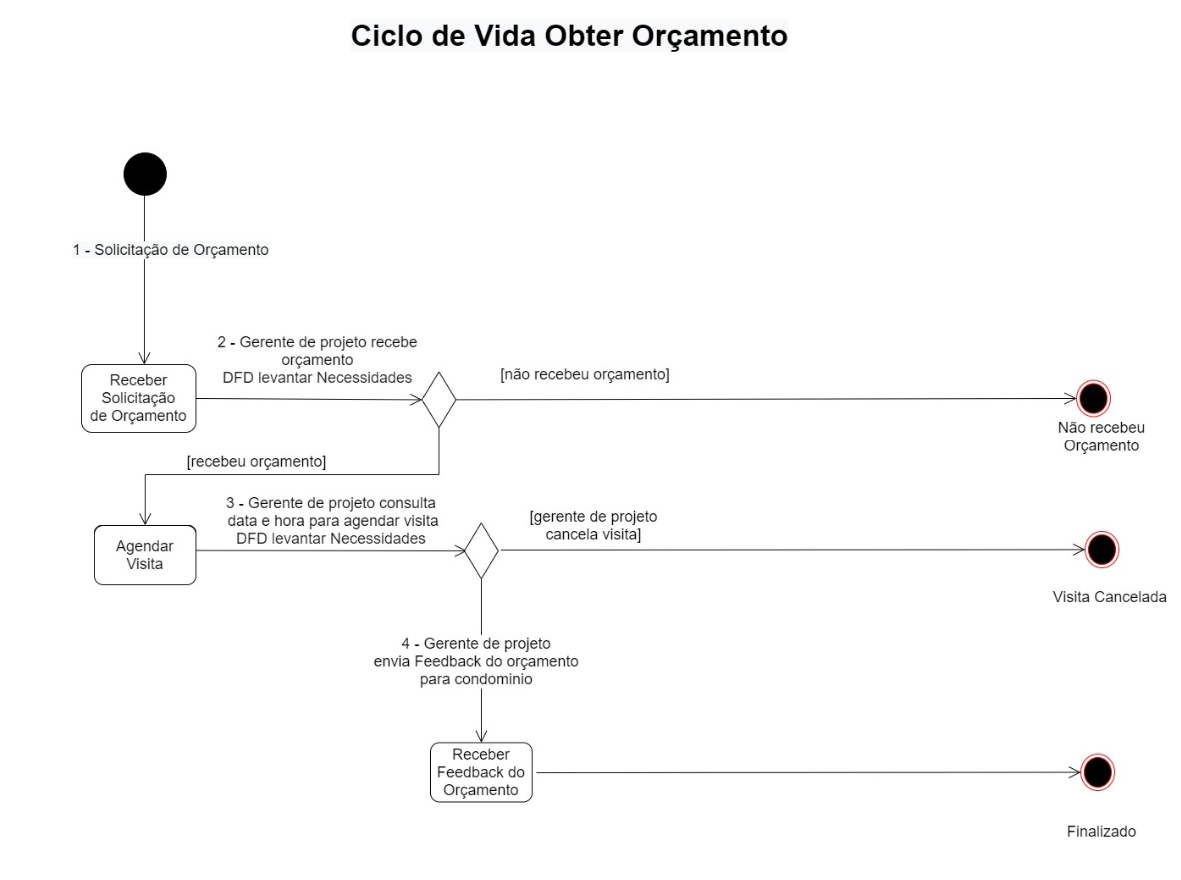 Ciclo de Vida Obter Orçamento
1 - Solicitação de Orçamento
Receber
Solicitação
de Orçamento
2 - Gerente de projeto recebe
orçamento
DFD levantar Necessidades
[não recebeu orçamento]
Não recebeu
Orçamento
[recebeu orçamento]
Agendar
Visita
3 - Gerente de projeto consulta
data e hora para agendar visita
DFD levantar Necessidades
[gerente de projeto
cancela visita]
Visita Cancelada
4 - Gerente de projeto
envia Feedback do orçamento
para condominio
Receber
Feedback do
Orçamento
Finalizado